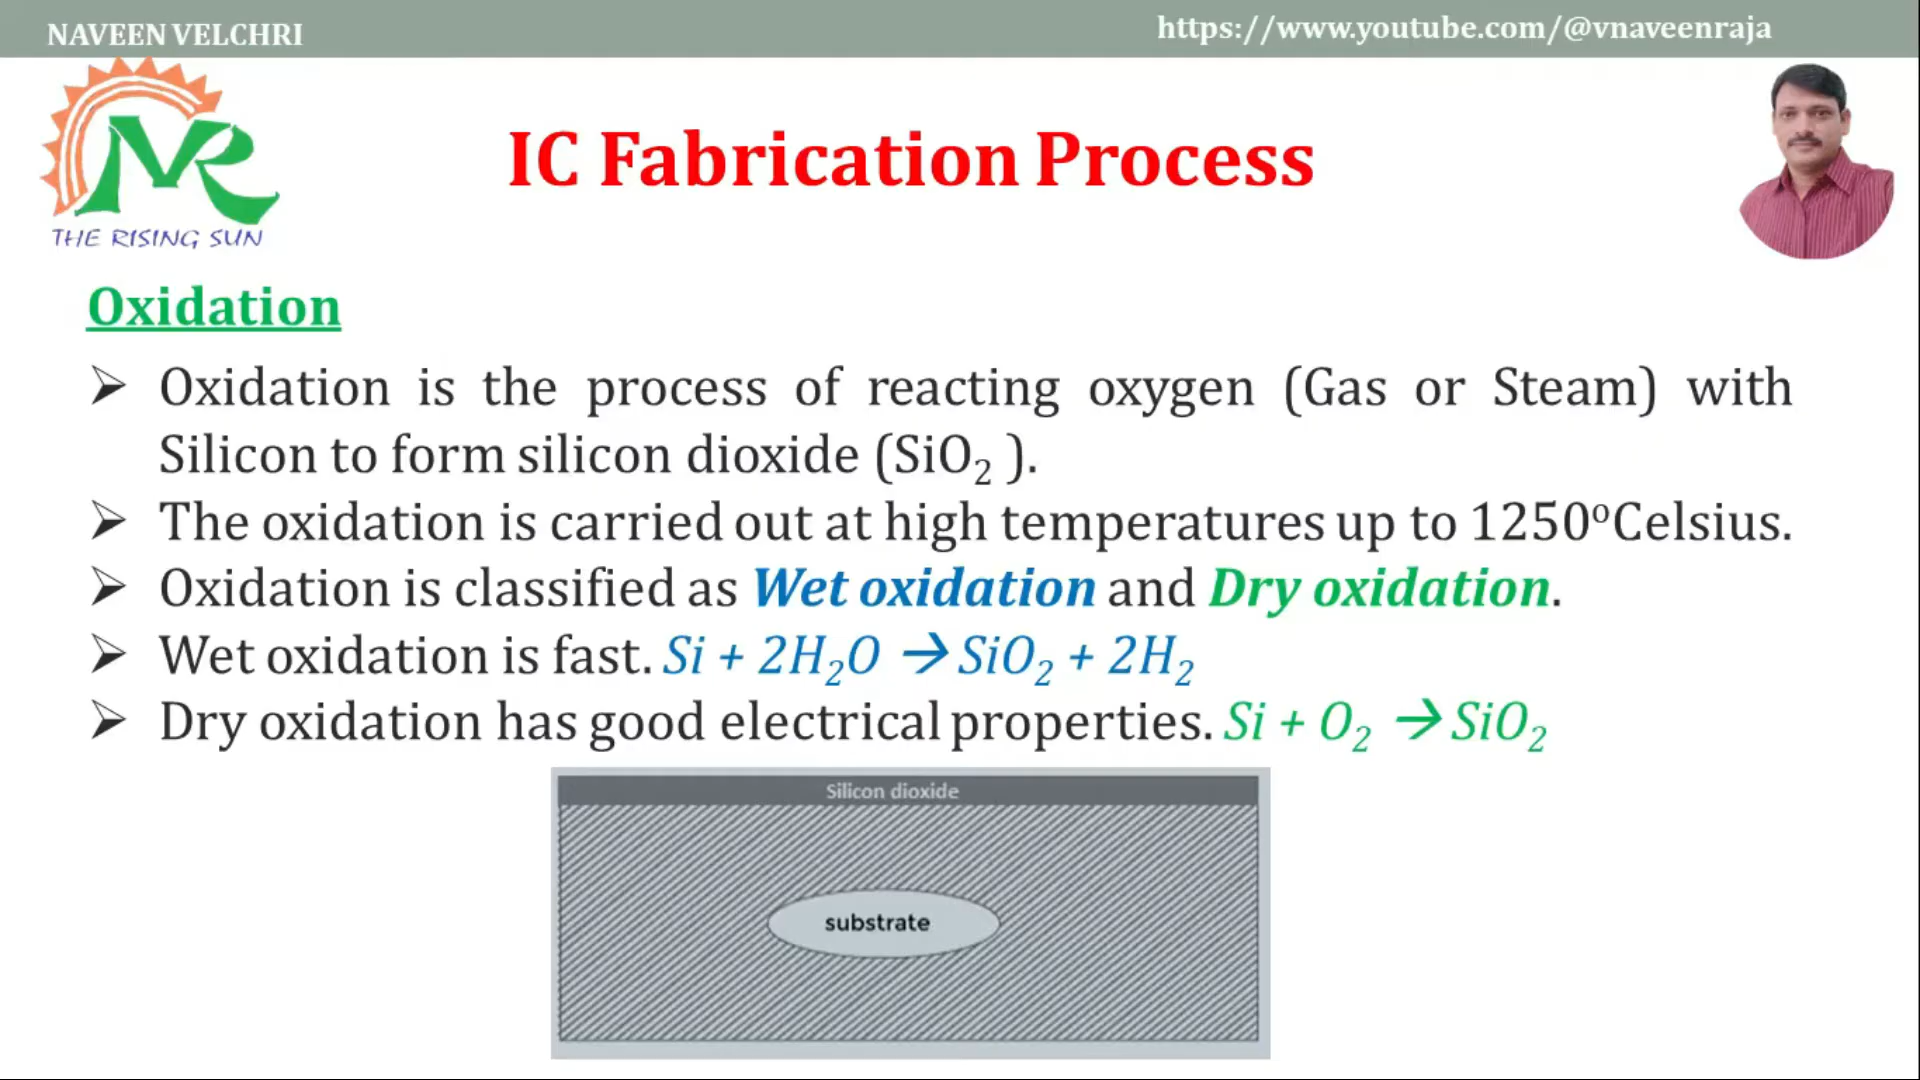 NAVEEN VELCHRI
https://www.youtube.com/@vnaveenraja
NR
THE RISING SUN
IC Fabrication Process
Oxidation
➢ Oxidation is the process of reacting oxygen (Gas or Steam) with
Silicon to form silicon dioxide (SiO₂ ).
➢ The oxidation is carried out at high temperatures up to 1250ᵒCelsius.
➢ Oxidation is classified as Wet oxidation and Dry oxidation.
➢ Wet oxidation is fast. Si + 2H₂O → SiO₂ + 2H₂
➢ Dry oxidation has good electrical properties. Si + O₂ → SiO₂
Silicon dioxide
substrate